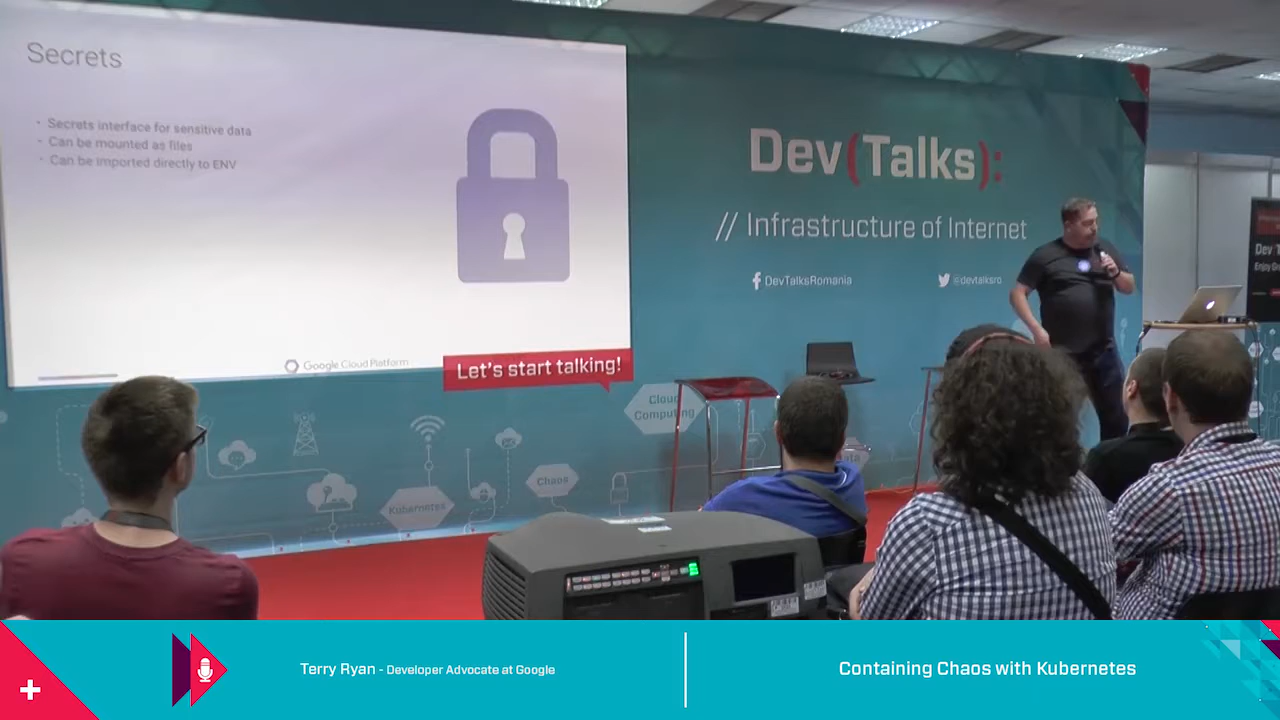 Secrets
• Secrets interface for sensitive data
• Can be mounted as files
• Can be imported directly to ENV
Google Cloud Platform
Let's start talking!
Dev(Talks):
// Infrastructure of Internet
DevTalksRomania
@devtalksro
Cloud
Computing
Chaos
Kubernetes
Terry Ryan - Developer Advocate at Google
Containing Chaos with Kubernetes